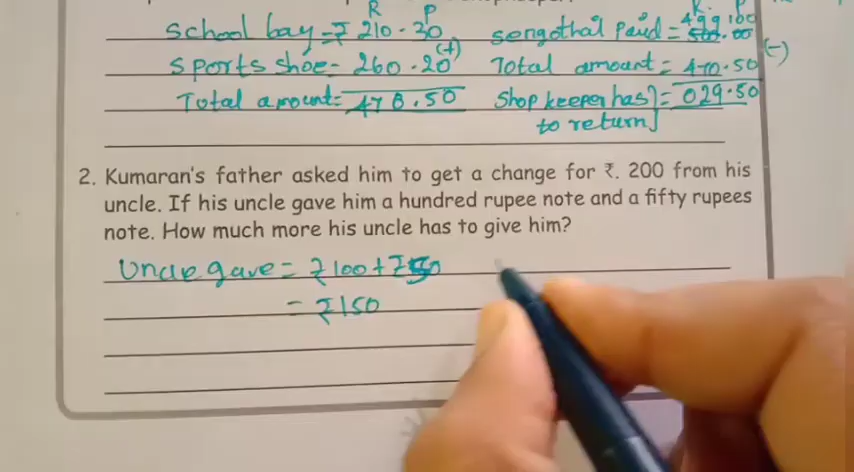 R P
school bag = ₹ 210.30
Sports shoe - 260.20 (+)
Total amount = 470.50
R. P
499 100
sengothai paid = 500.00
Total amount = 470.50 (-)
Shop keeper has] = 029.50
to return]
2. Kumaran's father asked him to get a change for ₹. 200 from his
uncle. If his uncle gave him a hundred rupee note and a fifty rupees
note. How much more his uncle has to give him?
Uncle gave = ₹100 + ₹50
= ₹150